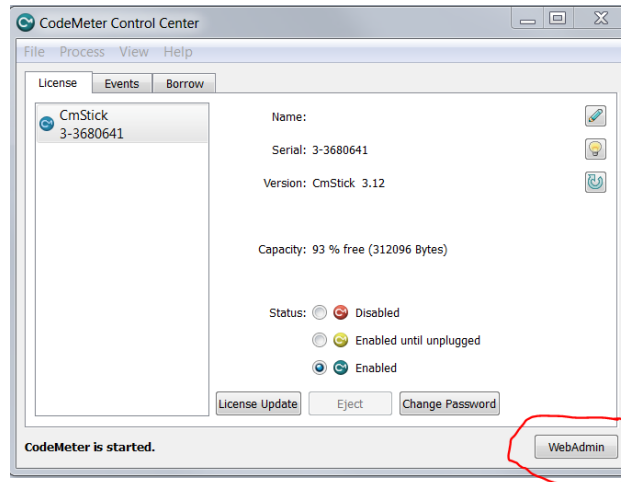 CodeMeter Control Center
File Process View Help
License Events Borrow
CmStick
3-3680641
Name:
Serial: 3-3680641
Version: CmStick 3.12
Capacity: 93 % free (312096 Bytes)
Status: Disabled
Enabled until unplugged
Enabled
License Update Eject Change Password
CodeMeter is started. WebAdmin